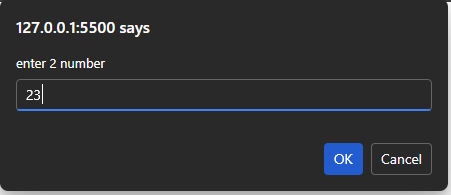 127.0.0.1:5500 says
enter 2 number
23
OK Cancel